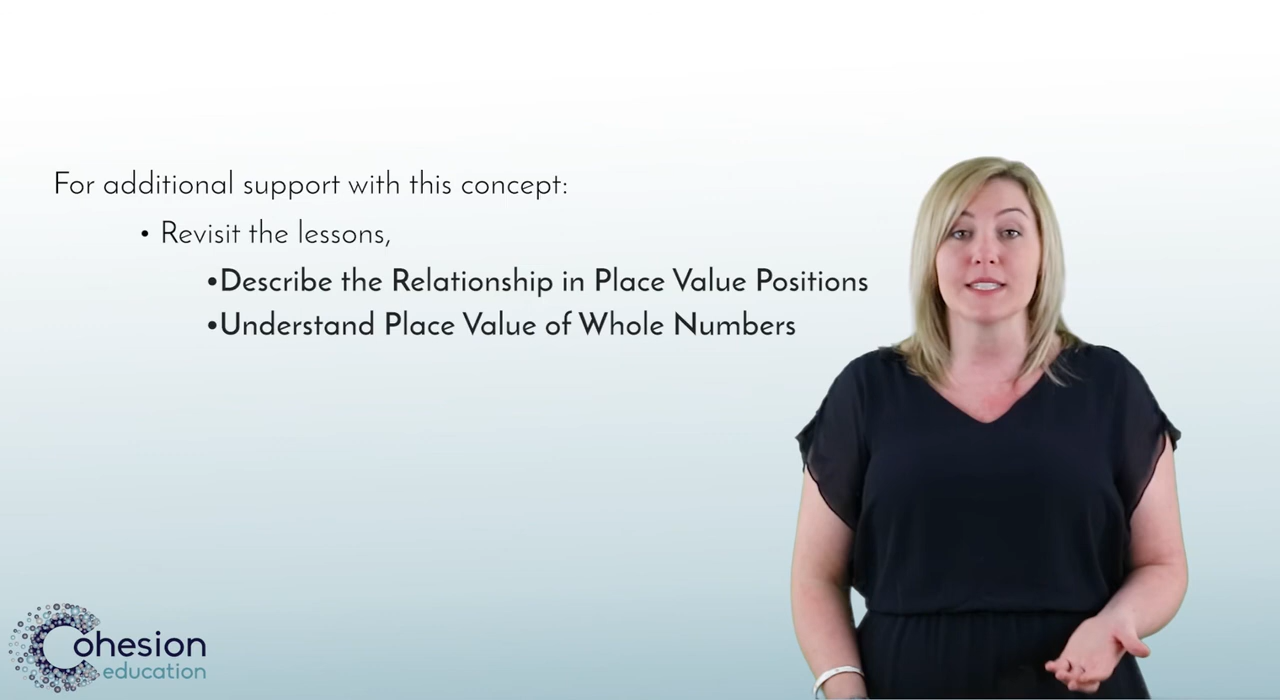 For additional support with this concept:
• Revisit the lessons,
•Describe the Relationship in Place Value Positions
•Understand Place Value of Whole Numbers
Cohesion
education